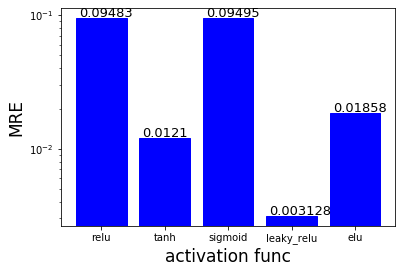 10⁻¹
10⁻²
MRE
0.09483
0.0121
0.09495
0.003128
0.01858
relu tanh sigmoid leaky_relu elu
activation func